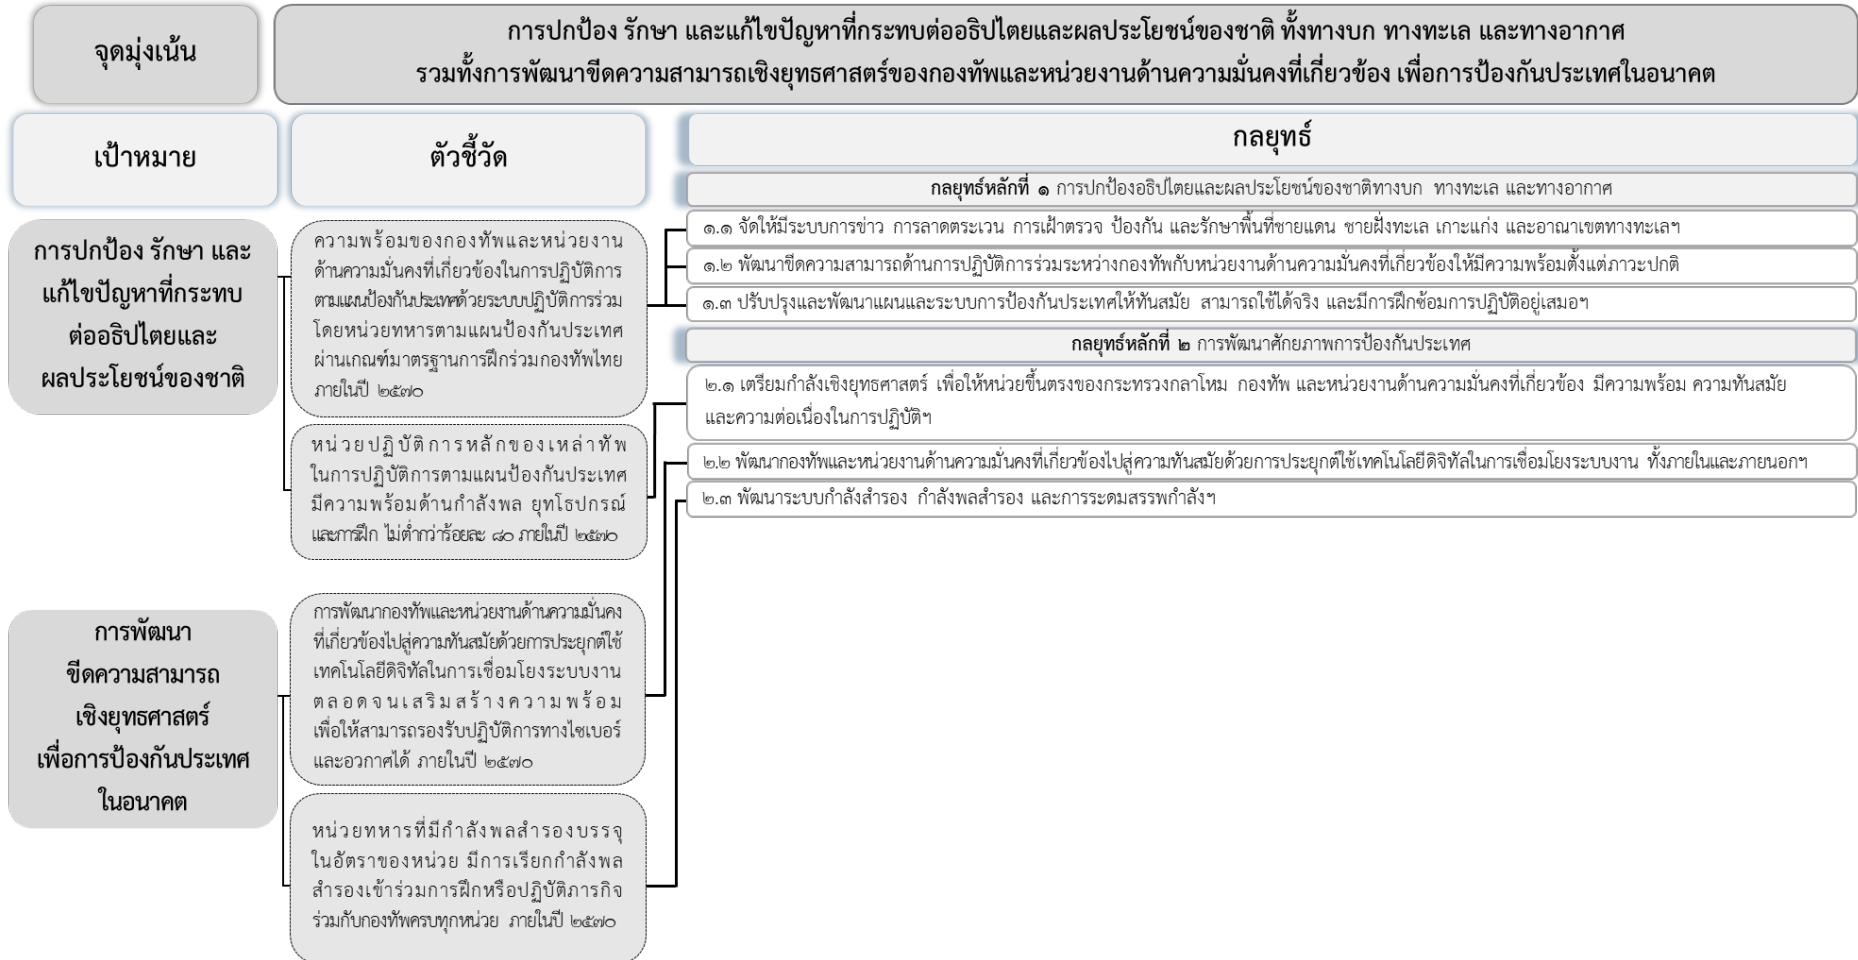 จุดมุ่งเน้น
การปกป้อง รักษา และแก้ไขปัญหาที่กระทบต่ออธิปไตยและผลประโยชน์ของชาติ ทั้งทางบก ทางทะเล และทางอากาศ
รวมทั้งการพัฒนาขีดความสามารถเชิงยุทธศาสตร์ของกองทัพและหน่วยงานด้านความมั่นคงที่เกี่ยวข้อง เพื่อการป้องกันประเทศในอนาคต
เป้าหมาย
ตัวชี้วัด
กลยุทธ์
การปกป้อง รักษา และ
แก้ไขปัญหาที่กระทบ
ต่ออธิปไตยและ
ผลประโยชน์ของชาติ
ความพร้อมของกองทัพและหน่วยงาน
ด้านความมั่นคงที่เกี่ยวข้องในการปฏิบัติการ
ตามแผนป้องกันประเทศด้วยระบบปฏิบัติการร่วม
โดยหน่วยทหารตามแผนป้องกันประเทศ
ผ่านเกณฑ์มาตรฐานการฝึกร่วมกองทัพไทย
ภายในปี ๒๕๗๐
หน่วยปฏิบัติการหลักของเหล่าทัพ
ในการปฏิบัติการตามแผนป้องกันประเทศ
มีความพร้อมด้านกำลังพล ยุทโธปกรณ์
และการฝึก ไม่ต่ำกว่าร้อยละ ๘๐ ภายในปี ๒๕๗๐
กลยุทธ์หลักที่ ๑ การปกป้องอธิปไตยและผลประโยชน์ของชาติทางบก ทางทะเล และทางอากาศ
๑.๑ จัดให้มีระบบการข่าว การลาดตระเวน การเฝ้าตรวจ ป้องกัน และรักษาพื้นที่ชายแดน ชายฝั่งทะเล เกาะแก่ง และอาณาเขตทางทะเลฯ
๑.๒ พัฒนาขีดความสามารถด้านการปฏิบัติการร่วมระหว่างกองทัพกับหน่วยงานด้านความมั่นคงที่เกี่ยวข้องให้มีความพร้อมตั้งแต่ภาวะปกติ
๑.๓ ปรับปรุงและพัฒนาแผนและระบบการป้องกันประเทศให้ทันสมัย สามารถใช้ได้จริง และมีการฝึกซ้อมการปฏิบัติอยู่เสมอฯ
กลยุทธ์หลักที่ ๒ การพัฒนาศักยภาพการป้องกันประเทศ
๒.๑ เตรียมกำลังเชิงยุทธศาสตร์ เพื่อให้หน่วยขึ้นตรงของกระทรวงกลาโหม กองทัพ และหน่วยงานด้านความมั่นคงที่เกี่ยวข้อง มีความพร้อม ความทันสมัย
และความต่อเนื่องในการปฏิบัติฯ
๒.๒ พัฒนากองทัพและหน่วยงานด้านความมั่นคงที่เกี่ยวข้องไปสู่ความทันสมัยด้วยการประยุกต์ใช้เทคโนโลยีดิจิทัลในการเชื่อมโยงระบบงาน ทั้งภายในและภายนอกฯ
๒.๓ พัฒนาระบบกำลังสำรอง กำลังพลสำรอง และการระดมสรรพกำลังฯ
การพัฒนา
ขีดความสามารถ
เชิงยุทธศาสตร์
เพื่อการป้องกันประเทศ
ในอนาคต
การพัฒนากองทัพและหน่วยงานด้านความมั่นคง
ที่เกี่ยวข้องไปสู่ความทันสมัยด้วยการประยุกต์ใช้
เทคโนโลยีดิจิทัลในการเชื่อมโยงระบบงาน
ตลอดจนเสริมสร้างความพร้อม
เพื่อให้สามารถรองรับปฏิบัติการทางไซเบอร์
และอวกาศได้ ภายในปี ๒๕๗๐
หน่วยทหารที่มีกำลังพลสำรองบรรจุ
ในอัตราของหน่วย มีการเรียกกำลังพล
สำรองเข้าร่วมการฝึกหรือปฏิบัติภารกิจ
ร่วมกับกองทัพครบทุกหน่วย ภายในปี ๒๕๗๐